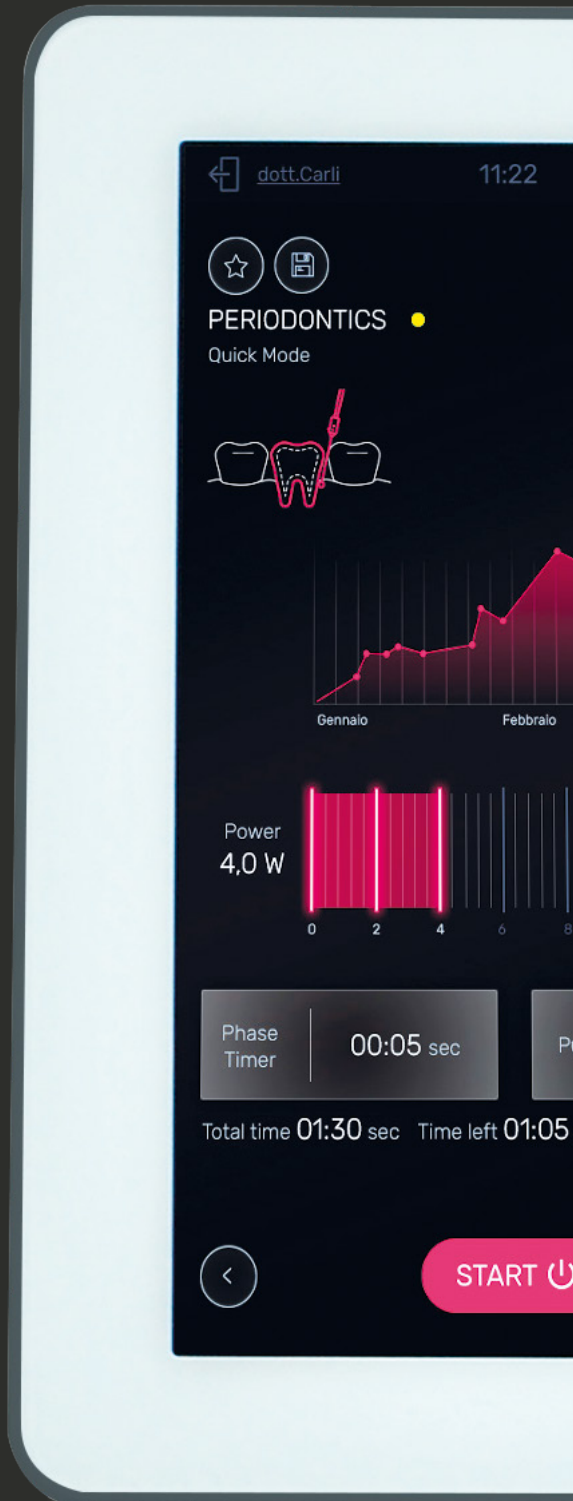 dott.Carli 11:22
PERIODONTICS
Quick Mode
Gennaio Febbraio
Power
4,0 W
0 2 4 6 8
Phase
Timer
00:05 sec
Total time 01:30 sec Time left 01:05
START